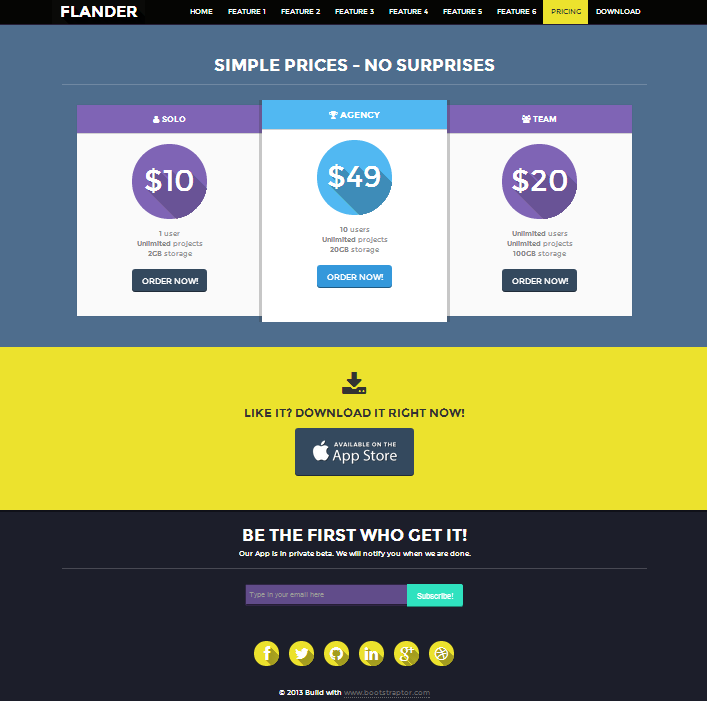 FLANDER
HOME FEATURE 1 FEATURE 2 FEATURE 3 FEATURE 4 FEATURE 5 FEATURE 6 PRICING DOWNLOAD
SIMPLE PRICES - NO SURPRISES
SOLO
$10
1 user
Unlimited projects
2GB storage
ORDER NOW!
AGENCY
$49
10 users
Unlimited projects
20GB storage
ORDER NOW!
TEAM
$20
Unlimited users
Unlimited projects
100GB storage
ORDER NOW!
LIKE IT? DOWNLOAD IT RIGHT NOW!
AVAILABLE ON THE
App Store
BE THE FIRST WHO GET IT!
Our App is in private beta. We will notify you when we are done.
Type in your email here Subscribe!
f in g+
© 2013 Build with www.bootstraptor.com